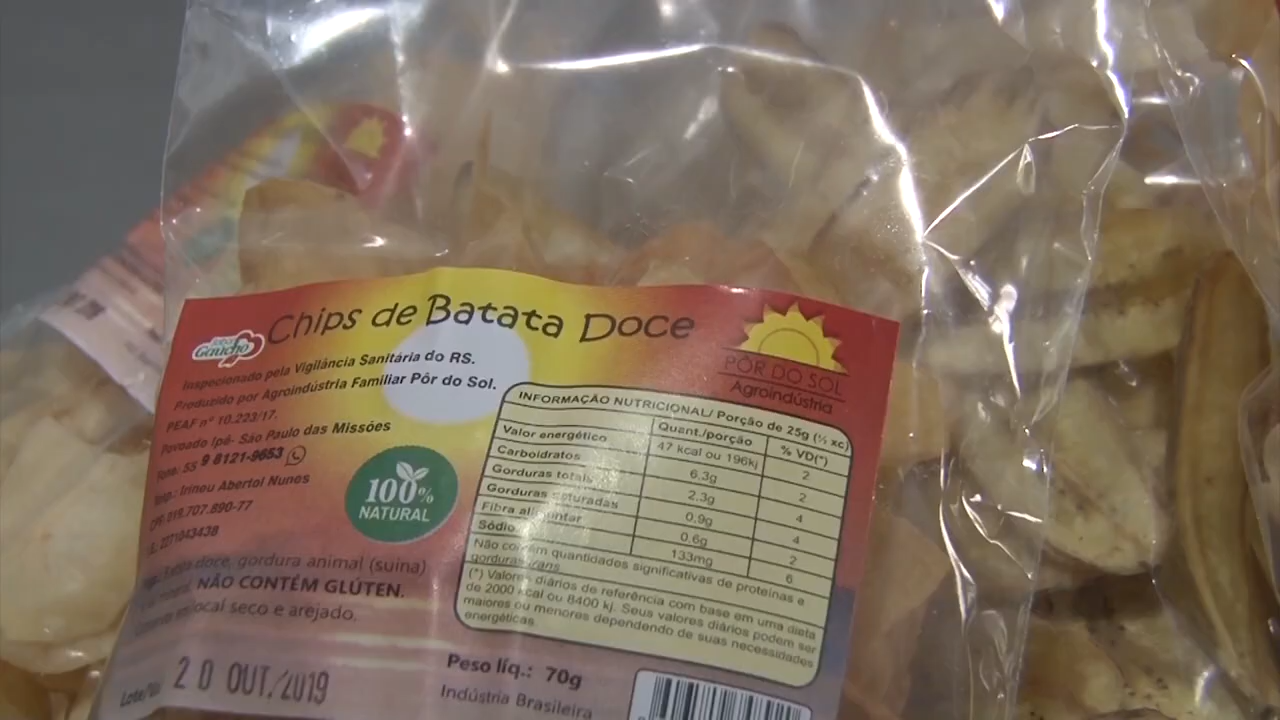 Chips de Batata Doce
Gaúcho
Inspecionado pela Vigilância Sanitária do RS.
Produzido por Agroindústria Familiar Pôr do Sol.
PEAF nº 10.223/17.
Povoado Ipê- São Paulo das Missões
Fone: 55 9 8121-9653
Irineu Abertol Nunes
100%
NATURAL
doce, gordura animal (suína)
NÃO CONTÉM GLÚTEN.
local seco e arejado.
20 OUT./2019
PÔR DO SOL
Agroindústria
INFORMAÇÃO NUTRICIONAL/ Porção de 25g (½ xc)
Quant./porção % VD(*)
Valor energético 47 kcal ou 196kj 2
Carboidratos 6,3g 2
Gorduras totais 2,3g 4
Gorduras saturadas 0,9g 4
Fibra alimentar 0,6g 2
Sódio 133mg 6
Não contém quantidades significativas de proteínas e
gorduras trans
(*) Valores diários de referência com base em uma dieta
de 2000 kcal ou 8400 kj. Seus valores diários podem ser
maiores ou menores dependendo de suas necessidades
energéticas.
Peso líq.: 70g
Indústria Brasileira